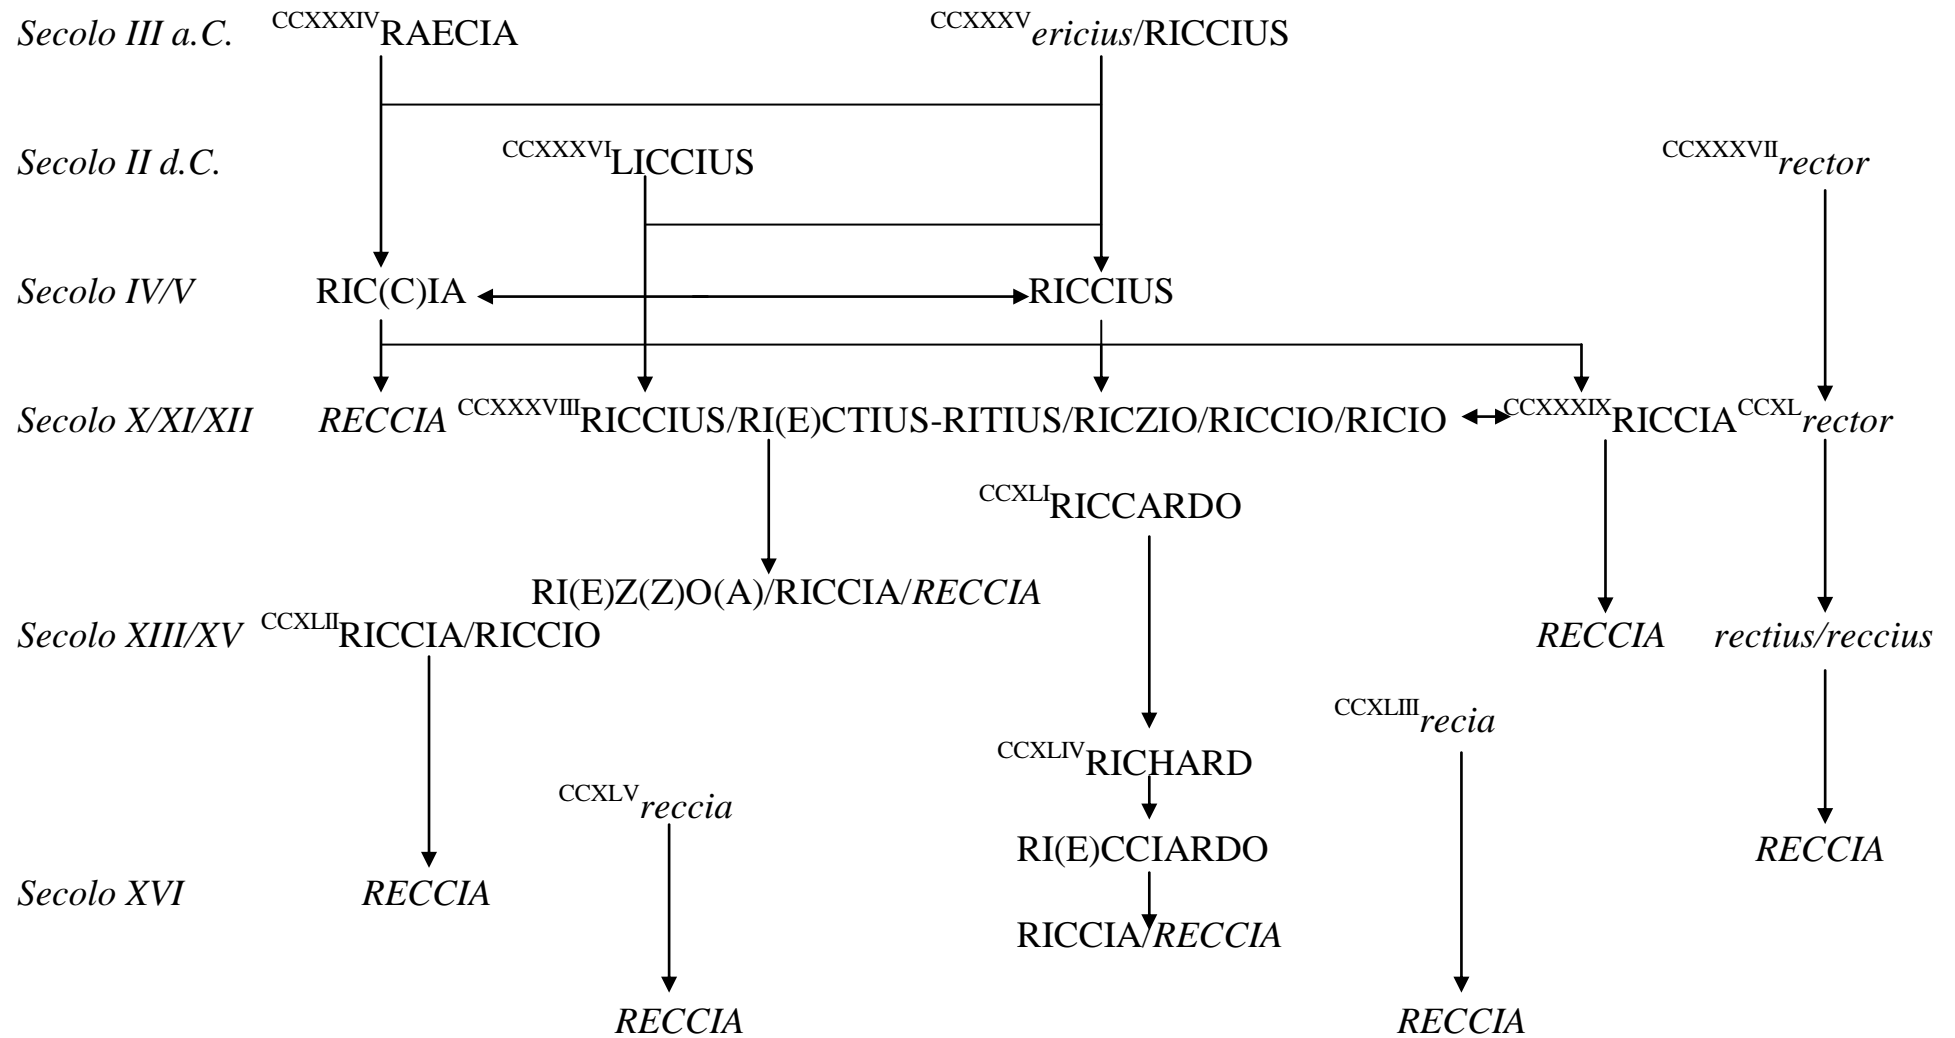 Secolo III a.C. CCXXXIVRAECIA CCXXXVericius/RICCIUS
Secolo II d.C. CCXXXVILICCIUS CCXXXVIIrector
Secolo IV/V RIC(C)IA RICCIUS
Secolo X/XI/XII RECCIA CCXXXVIIIRICCIUS/RI(E)CTIUS-RITIUS/RICZIO/RICCIO/RICIO CCXXXIXRICCIA CCXLrector
CCXLIRICCARDO
RI(E)Z(Z)O(A)/RICCIA/RECCIA
Secolo XIII/XV CCXLIIRICCIA/RICCIO RECCIA rectius/reccius
CCXLIIIrecia
CCXLIVRICHARD
CCXLVreccia
RI(E)CCIARDO RECCIA
Secolo XVI RECCIA
RICCIA/RECCIA
RECCIA RECCIA